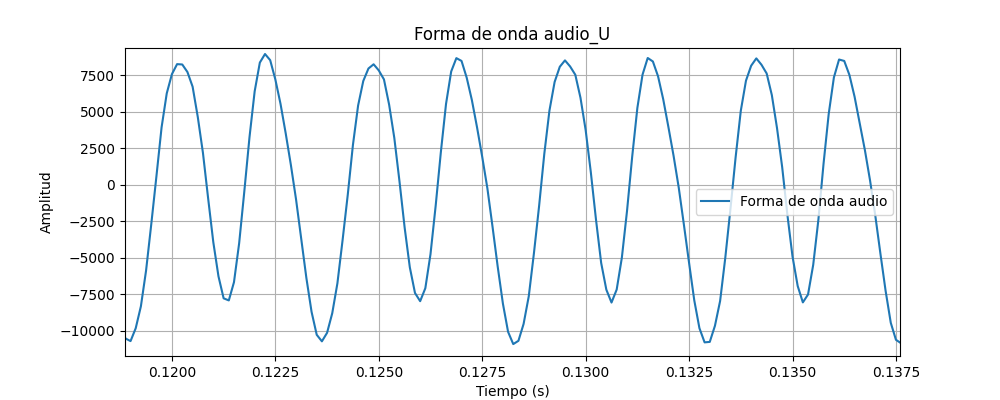 Forma de onda audio_U
Amplitud
7500
5000
2500
0
−2500
−5000
−7500
−10000
Forma de onda audio
0.1200 0.1225 0.1250 0.1275 0.1300 0.1325 0.1350 0.1375
Tiempo (s)